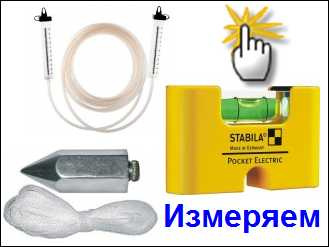 STABILA
Made in Germany
POCKET ELECTRIC
Измеряем